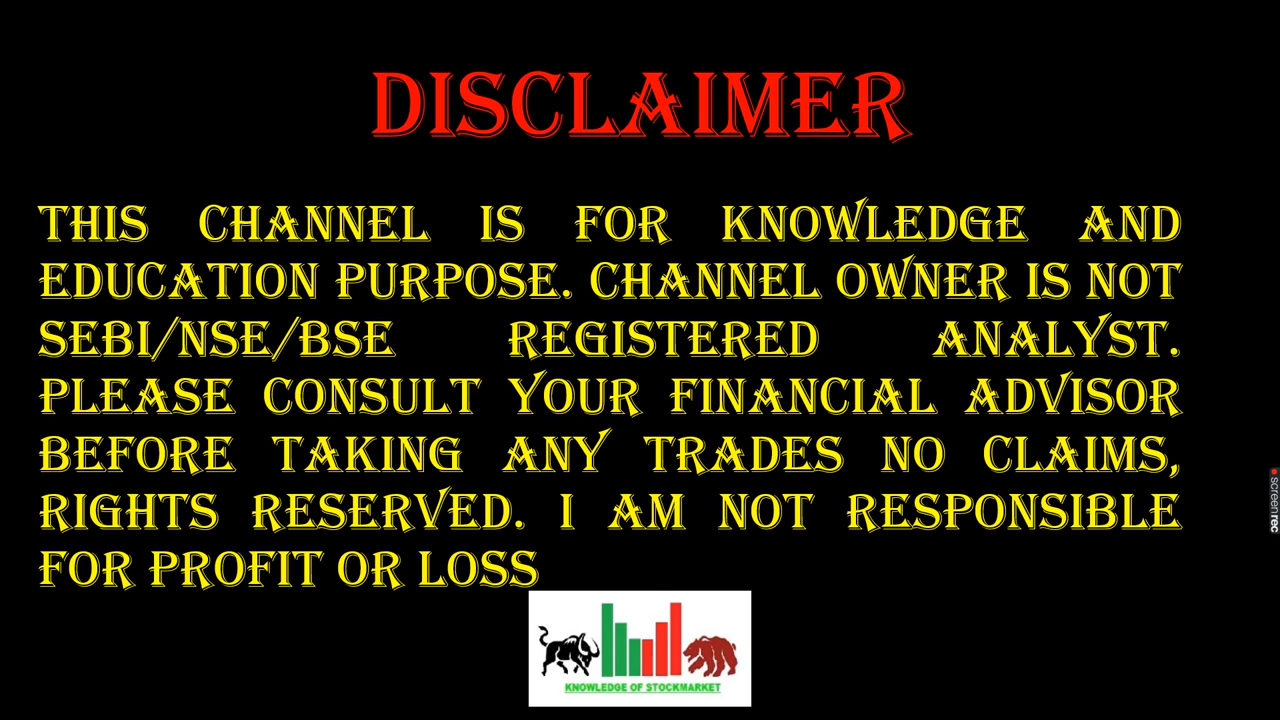 DISCLAIMER
THIS CHANNEL IS FOR KNOWLEDGE AND
EDUCATION PURPOSE. CHANNEL OWNER IS NOT
SEBI/NSE/BSE REGISTERED ANALYST.
PLEASE CONSULT YOUR FINANCIAL ADVISOR
BEFORE TAKING ANY TRADES NO CLAIMS,
RIGHTS RESERVED. I AM NOT RESPONSIBLE
FOR PROFIT OR LOSS
KNOWLEDGE OF STOCKMARKET
screenrec